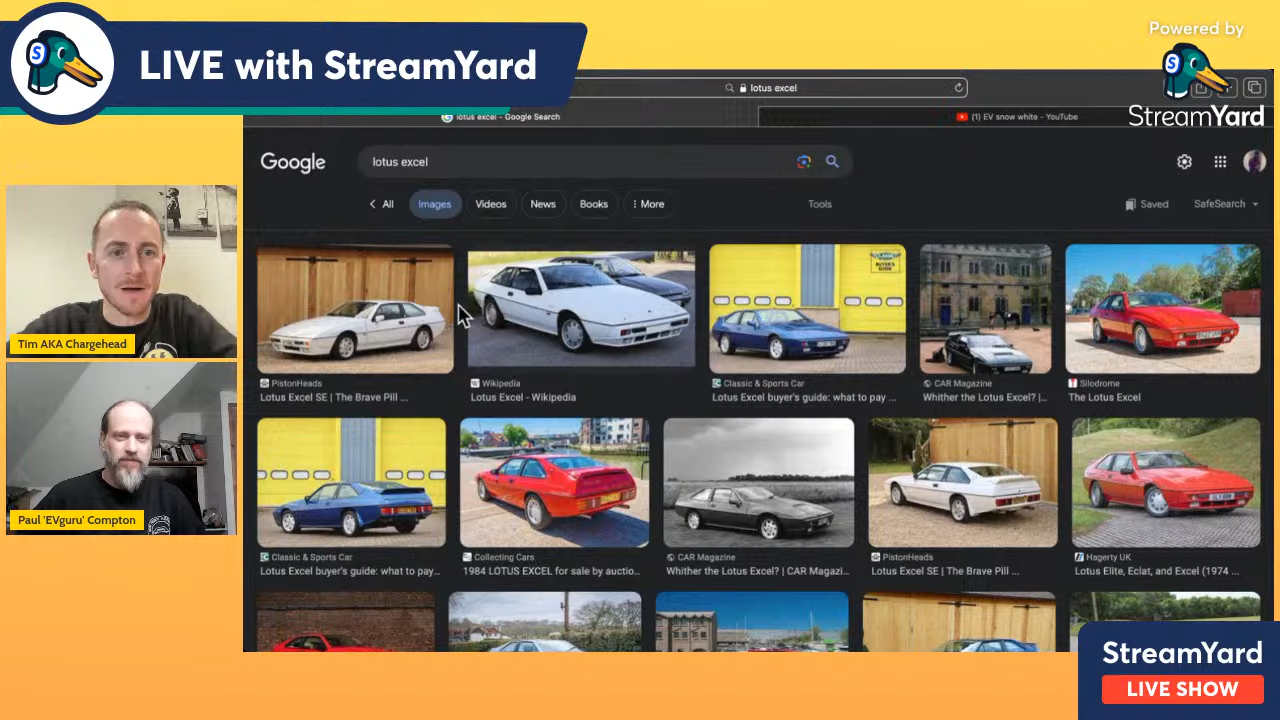 LIVE with StreamYard
Powered by
StreamYard
lotus excel
lotus excel - Google Search
(1) EV snow white - YouTube
Google
lotus excel
All
Images
Videos
News
Books
More
Tools
Saved
SafeSearch
PistonHeads
Lotus Excel SE | The Brave Pill ...
Wikipedia
Lotus Excel - Wikipedia
Classic & Sports Car
Lotus Excel buyer's guide: what to pay ...
CAR Magazine
Whither the Lotus Excel? |...
Silodrome
The Lotus Excel
Tim AKA Chargehead
Paul 'EVguru' Compton
Classic & Sports Car
Lotus Excel buyer's guide: what to pay...
Collecting Cars
1984 LOTUS EXCEL for sale by auctio...
CAR Magazine
Whither the Lotus Excel? | CAR Magazi...
PistonHeads
Lotus Excel SE | The Brave Pill ...
Hagerty UK
Lotus Elite, Eclat, and Excel (1974 ...
StreamYard
LIVE SHOW